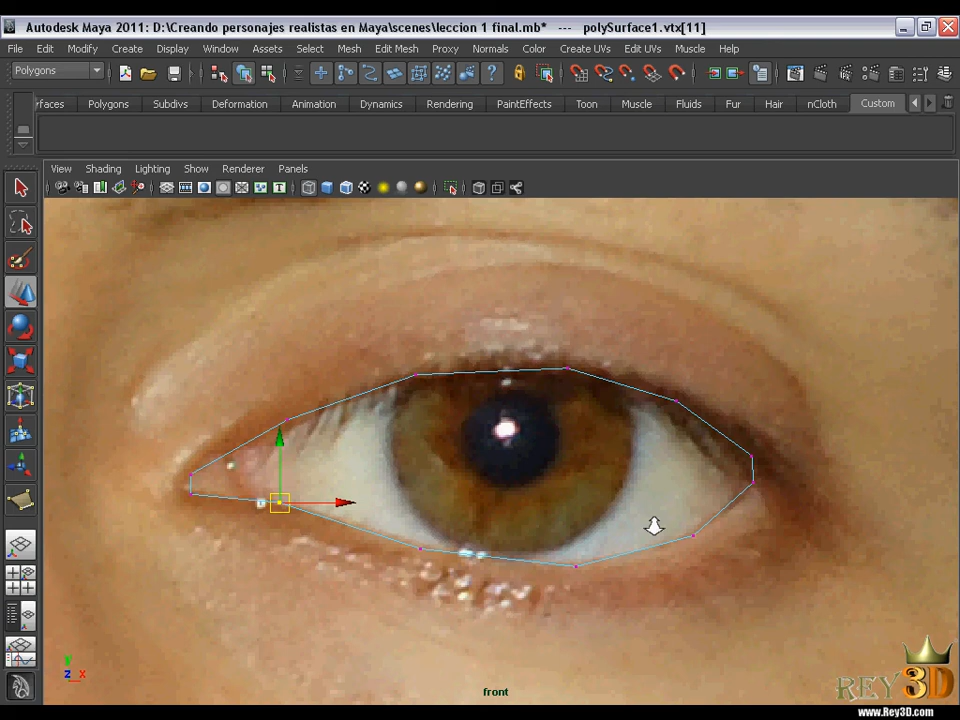 Autodesk Maya 2011: D:\Creando personajes realistas en Maya\scenes\leccion 1 final.mb* --- polySurface1.vtx[11]
File Edit Modify Create Display Window Assets Select Mesh Edit Mesh Proxy Normals Color Create UVs Edit UVs Muscle Help
Polygons
rfaces Polygons Subdivs Deformation Animation Dynamics Rendering PaintEffects Toon Muscle Fluids Fur Hair nCloth Custom
View Shading Lighting Show Renderer Panels
y
z x
front
REY3D
www.Rey3D.com